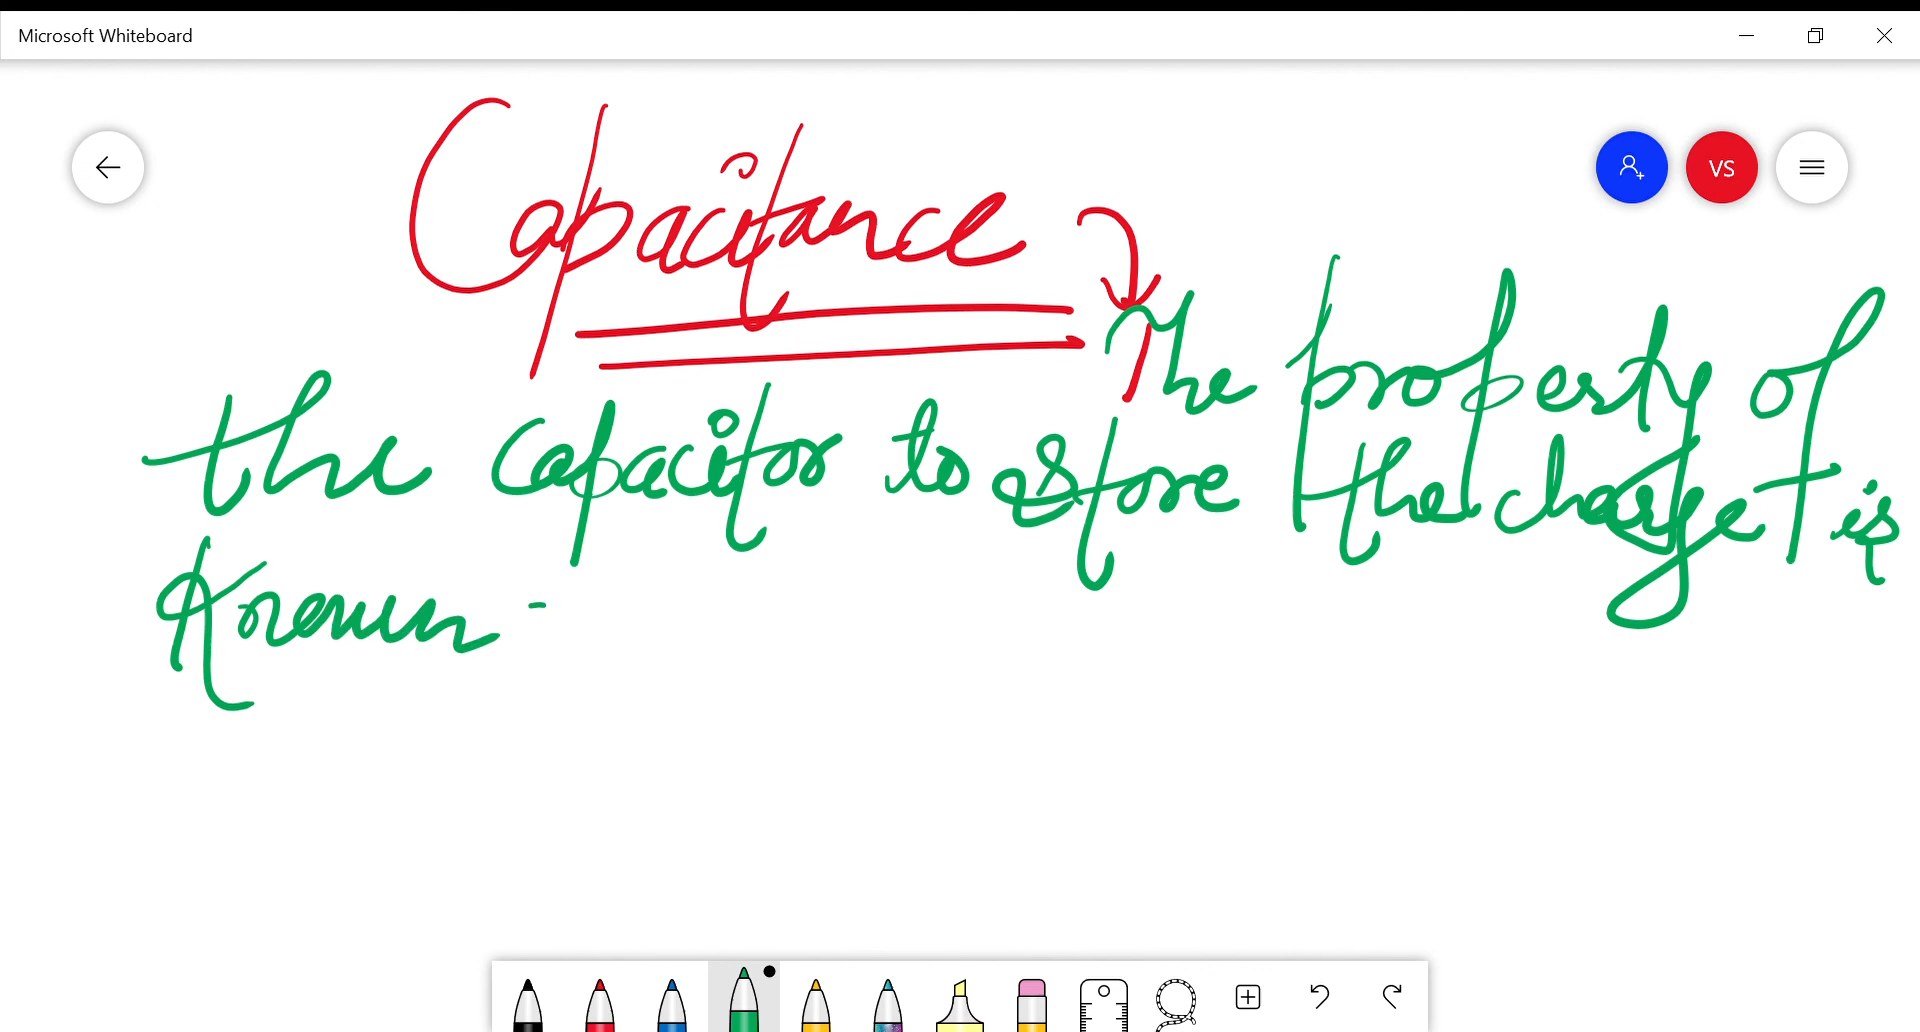 Microsoft Whiteboard
VS
Capacitance
The property of
the capacitor to store the charge is
Known -